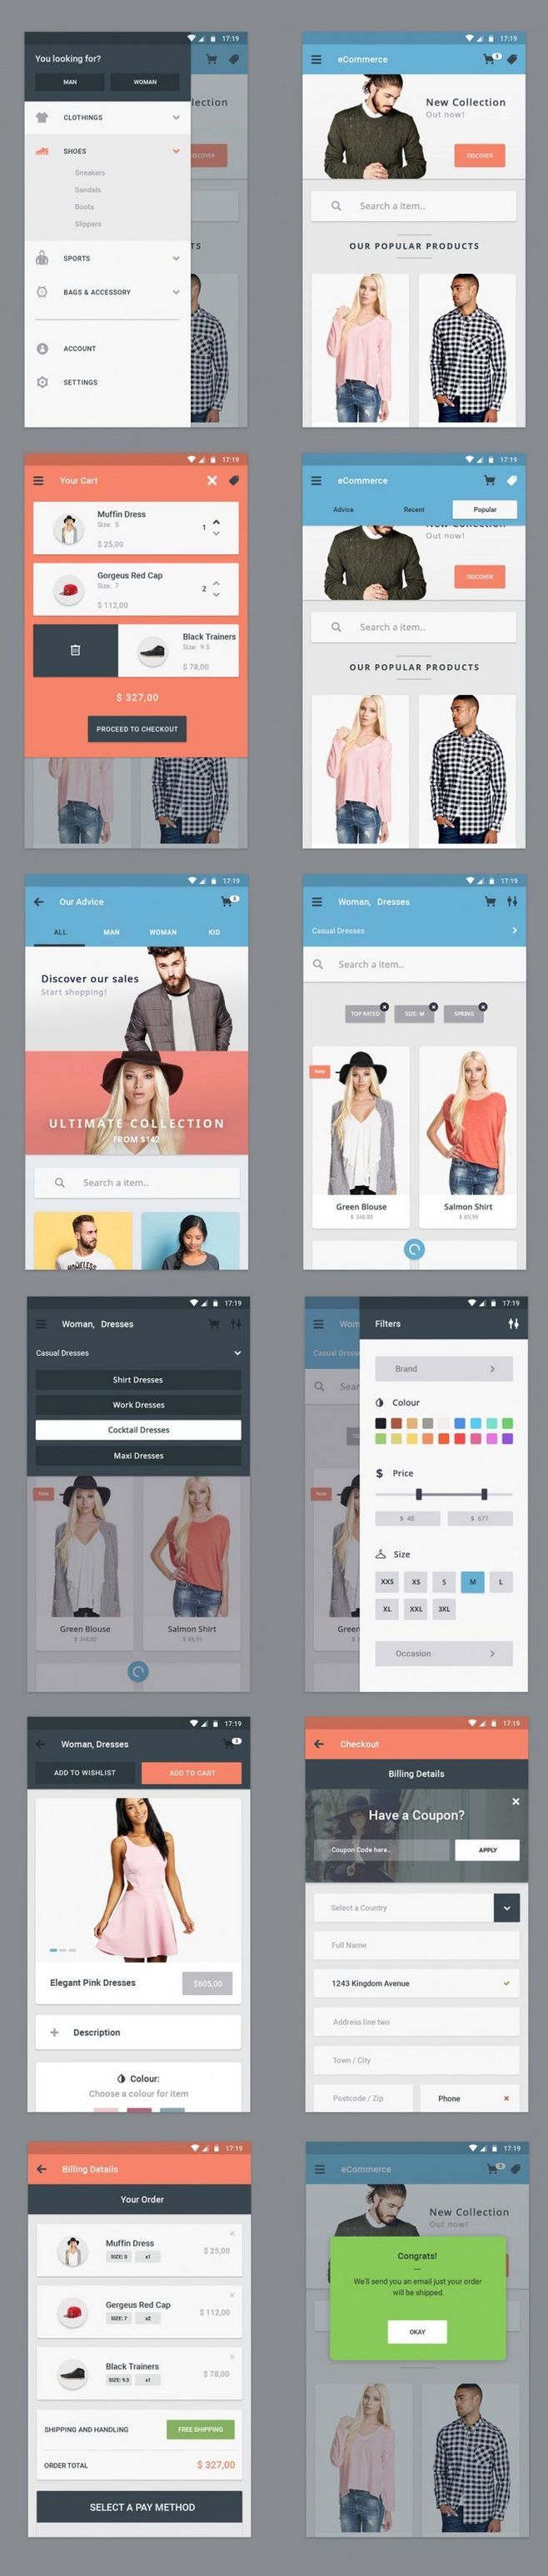 17:19
You looking for?
MAN WOMAN
CLOTHINGS
SHOES
Sneakers
Sandals
Boots
Slippers
SPORTS
BAGS & ACCESSORY
ACCOUNT
SETTINGS
lection
DISCOVER
TS
17:19
eCommerce
New Collection
Out now!
DISCOVER
Search a item..
OUR POPULAR PRODUCTS
17:19
Your Cart
Muffin Dress
Size: S
1
$ 25,00
Gorgeus Red Cap
Size: 7
2
$ 112,00
Black Trainers
Size: 9.5
$ 78,00
$ 327,00
PROCEED TO CHECKOUT
17:19
eCommerce
Advice Recent Popular
New Collection
Out now!
DISCOVER
Search a item..
OUR POPULAR PRODUCTS
17:19
Our Advice
ALL MAN WOMAN KID
Discover our sales
Start shopping!
ULTIMATE COLLECTION
FROM $142
Search a item..
HOMELESS
17:19
Woman, Dresses
Casual Dresses
Search a item..
TOP RATED SIZE: M SPRING
New
Green Blouse
$ 348,00
Salmon Shirt
$ 89,99
17:19
Woman, Dresses
Casual Dresses
Shirt Dresses
Work Dresses
Cocktail Dresses
Maxi Dresses
New
Green Blouse
$ 348,00
Salmon Shirt
$ 89,99
17:19
Wom
Casual Dress
Sear
New
Green
Filters
Brand
Colour
$ Price
$ 48 $ 677
Size
XXS XS S M L
XL XXL 3XL
Occasion
17:19
Woman, Dresses
3
ADD TO WISHLIST ADD TO CART
Elegant Pink Dresses $605,00
Description
Colour:
Choose a colour for item
17:19
Checkout
Billing Details
Have a Coupon?
Coupon Code here.. APPLY
Select a Country
Full Name
1243 Kingdom Avenue
Address line two
Town / City
Postcode / Zip Phone
17:19
Billing Details
Your Order
Muffin Dress
SIZE: S x1
$ 25,00
Gergeus Red Cap
SIZE: 7 x2
$ 112,00
Black Trainers
SIZE: 9.5 x1
$ 78,00
SHIPPING AND HANDLING FREE SHIPPING
ORDER TOTAL $ 327,00
SELECT A PAY METHOD
17:19
eCommerce
New Collection
Out now!
Congrats!
We'll send you an email just your order
will be shipped.
OKAY